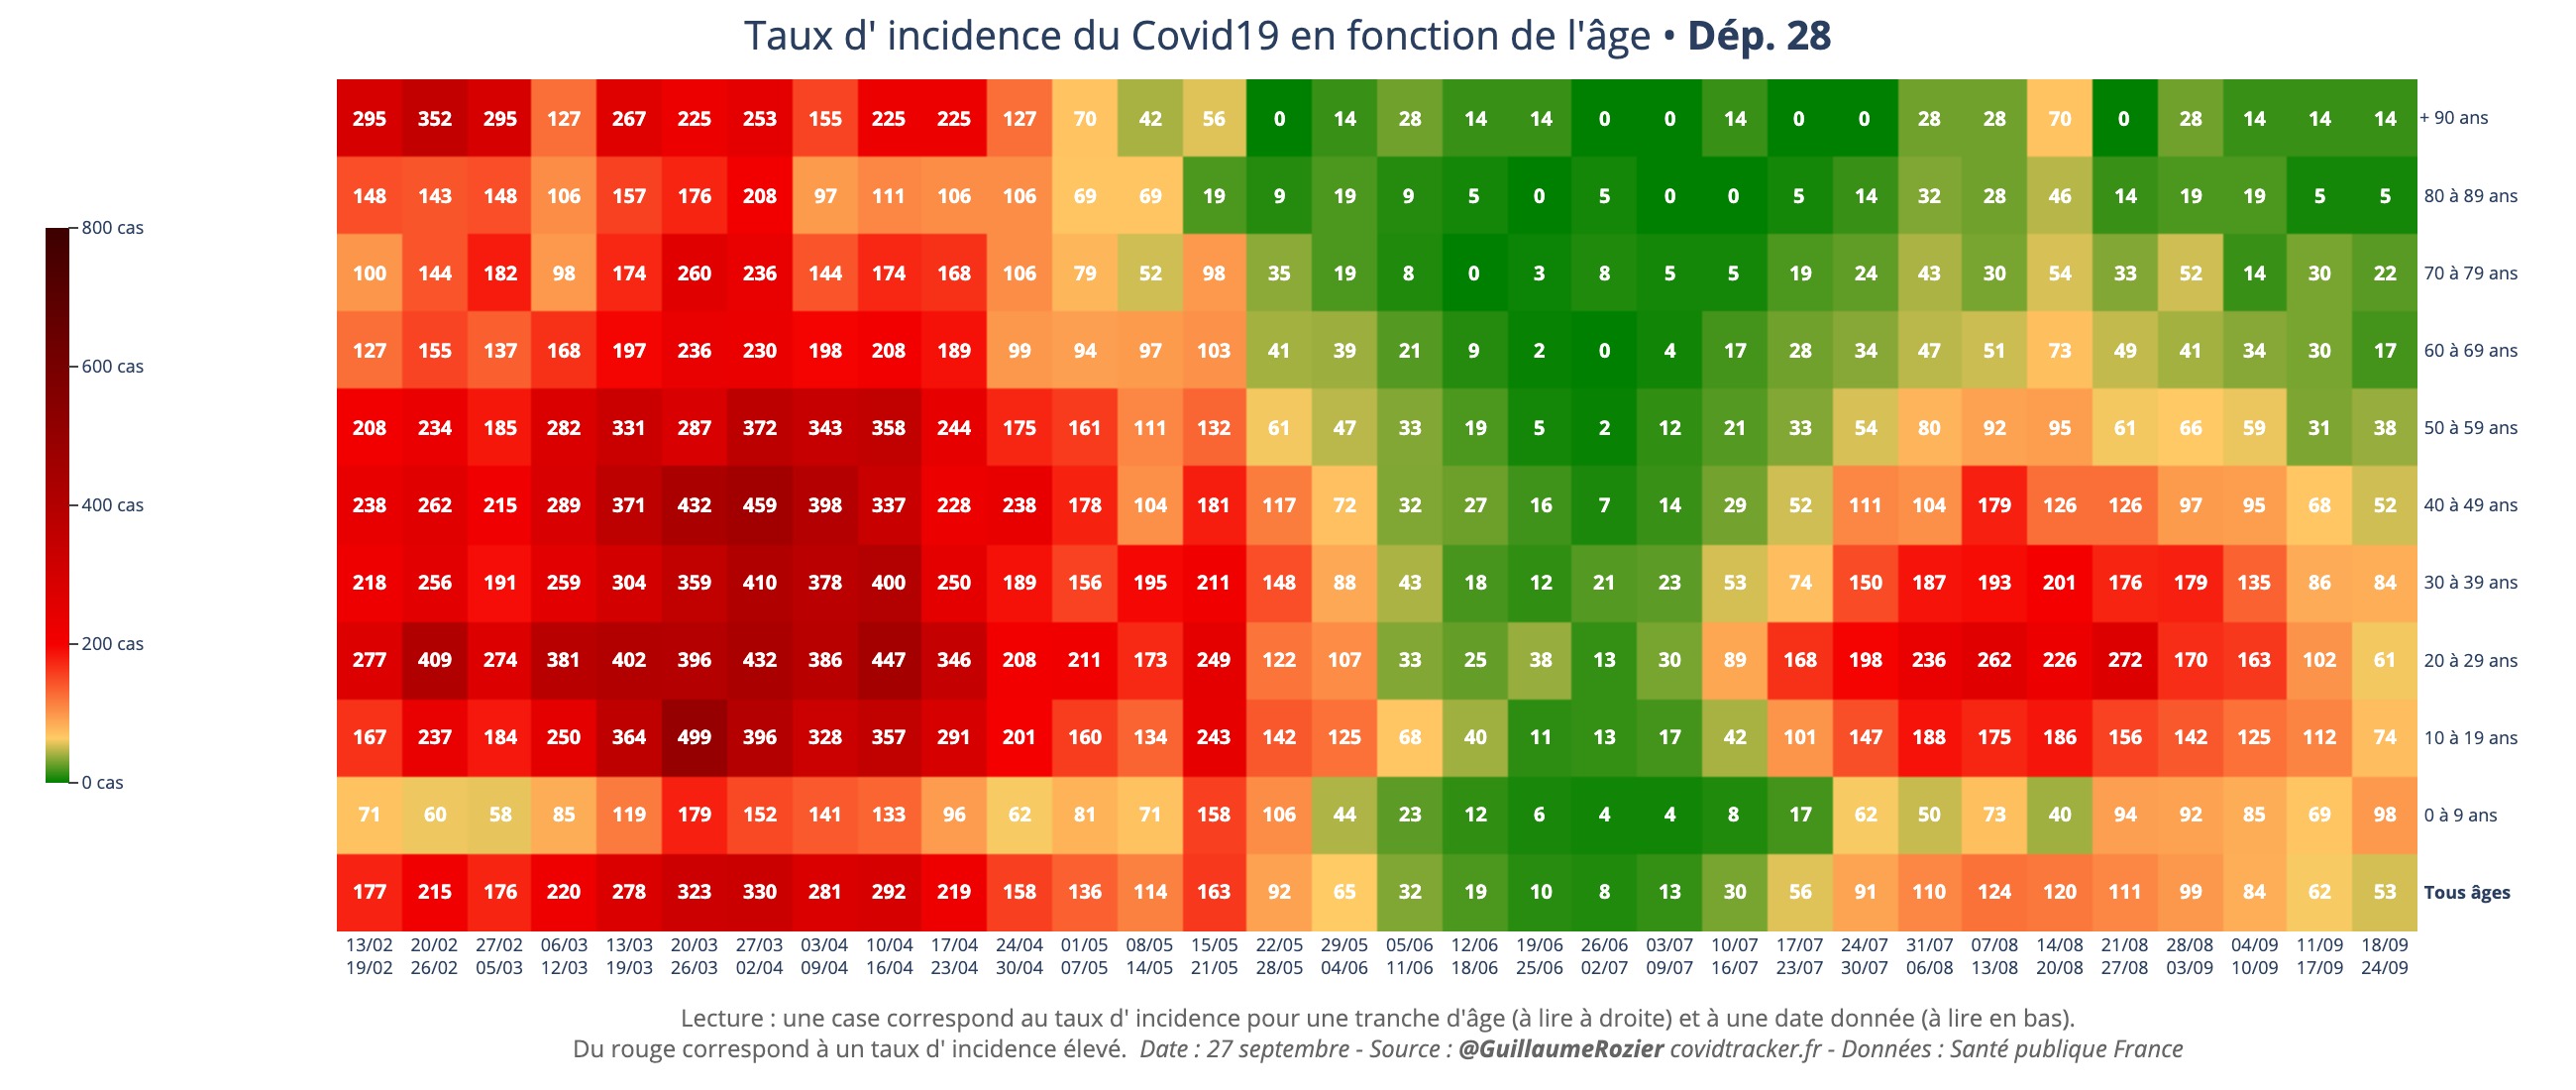 Taux d' incidence du Covid19 en fonction de l'âge • Dép. 28
800 cas
600 cas
400 cas
200 cas
0 cas
295 352 295 127 267 225 253 155 225 225 127 70 42 56 0 14 28 14 14 0 0 14 0 0 28 28 70 0 28 14 14 14 + 90 ans
148 143 148 106 157 176 208 97 111 106 106 69 69 19 9 19 9 5 0 5 0 0 5 14 32 28 46 14 19 19 5 5 80 à 89 ans
100 144 182 98 174 260 236 144 174 168 106 79 52 98 35 19 8 0 3 8 5 5 19 24 43 30 54 33 52 14 30 22 70 à 79 ans
127 155 137 168 197 236 230 198 208 189 99 94 97 103 41 39 21 9 2 0 4 17 28 34 47 51 73 49 41 34 30 17 60 à 69 ans
208 234 185 282 331 287 372 343 358 244 175 161 111 132 61 47 33 19 5 2 12 21 33 54 80 92 95 61 66 59 31 38 50 à 59 ans
238 262 215 289 371 432 459 398 337 228 238 178 104 181 117 72 32 27 16 7 14 29 52 111 104 179 126 126 97 95 68 52 40 à 49 ans
218 256 191 259 304 359 410 378 400 250 189 156 195 211 148 88 43 18 12 21 23 53 74 150 187 193 201 176 179 135 86 84 30 à 39 ans
277 409 274 381 402 396 432 386 447 346 208 211 173 249 122 107 33 25 38 13 30 89 168 198 236 262 226 272 170 163 102 61 20 à 29 ans
167 237 184 250 364 499 396 328 357 291 201 160 134 243 142 125 68 40 11 13 17 42 101 147 188 175 186 156 142 125 112 74 10 à 19 ans
71 60 58 85 119 179 152 141 133 96 62 81 71 158 106 44 23 12 6 4 4 8 17 62 50 73 40 94 92 85 69 98 0 à 9 ans
177 215 176 220 278 323 330 281 292 219 158 136 114 163 92 65 32 19 10 8 13 30 56 91 110 124 120 111 99 84 62 53 Tous âges
13/02 20/02 27/02 06/03 13/03 20/03 27/03 03/04 10/04 17/04 24/04 01/05 08/05 15/05 22/05 29/05 05/06 12/06 19/06 26/06 03/07 10/07 17/07 24/07 31/07 07/08 14/08 21/08 28/08 04/09 11/09 18/09
19/02 26/02 05/03 12/03 19/03 26/03 02/04 09/04 16/04 23/04 30/04 07/05 14/05 21/05 28/05 04/06 11/06 18/06 25/06 02/07 09/07 16/07 23/07 30/07 06/08 13/08 20/08 27/08 03/09 10/09 17/09 24/09
Lecture : une case correspond au taux d' incidence pour une tranche d'âge (à lire à droite) et à une date donnée (à lire en bas).
Du rouge correspond à un taux d' incidence élevé. Date : 27 septembre - Source : @GuillaumeRozier covidtracker.fr - Données : Santé publique France